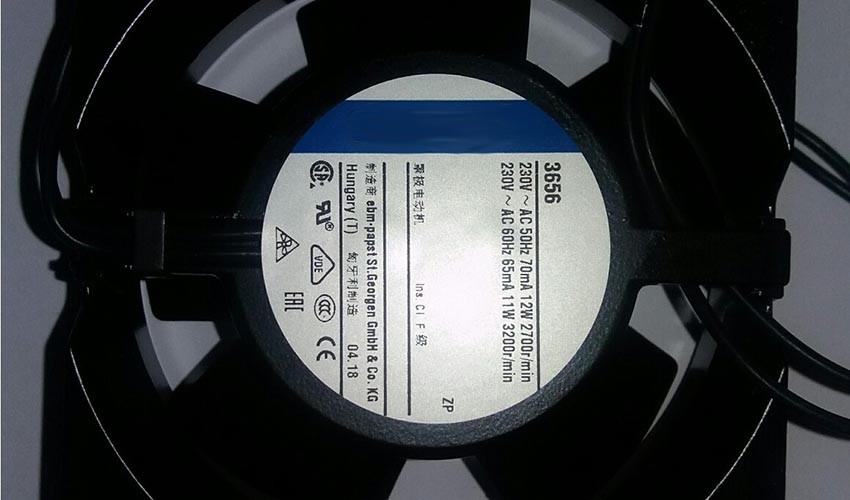 3656
230V ~ AC 50Hz 70mA 12W 2700r/min
230V ~ AC 60Hz 65mA 11W 3200r/min
ZP
罩极电动机 Ins. Cl F 级
制造商 ebm-papst St.Georgen GmbH & Co. KG
Hungary (T) 匈牙利制造 04.18
VDE
CCC
CE
EAC